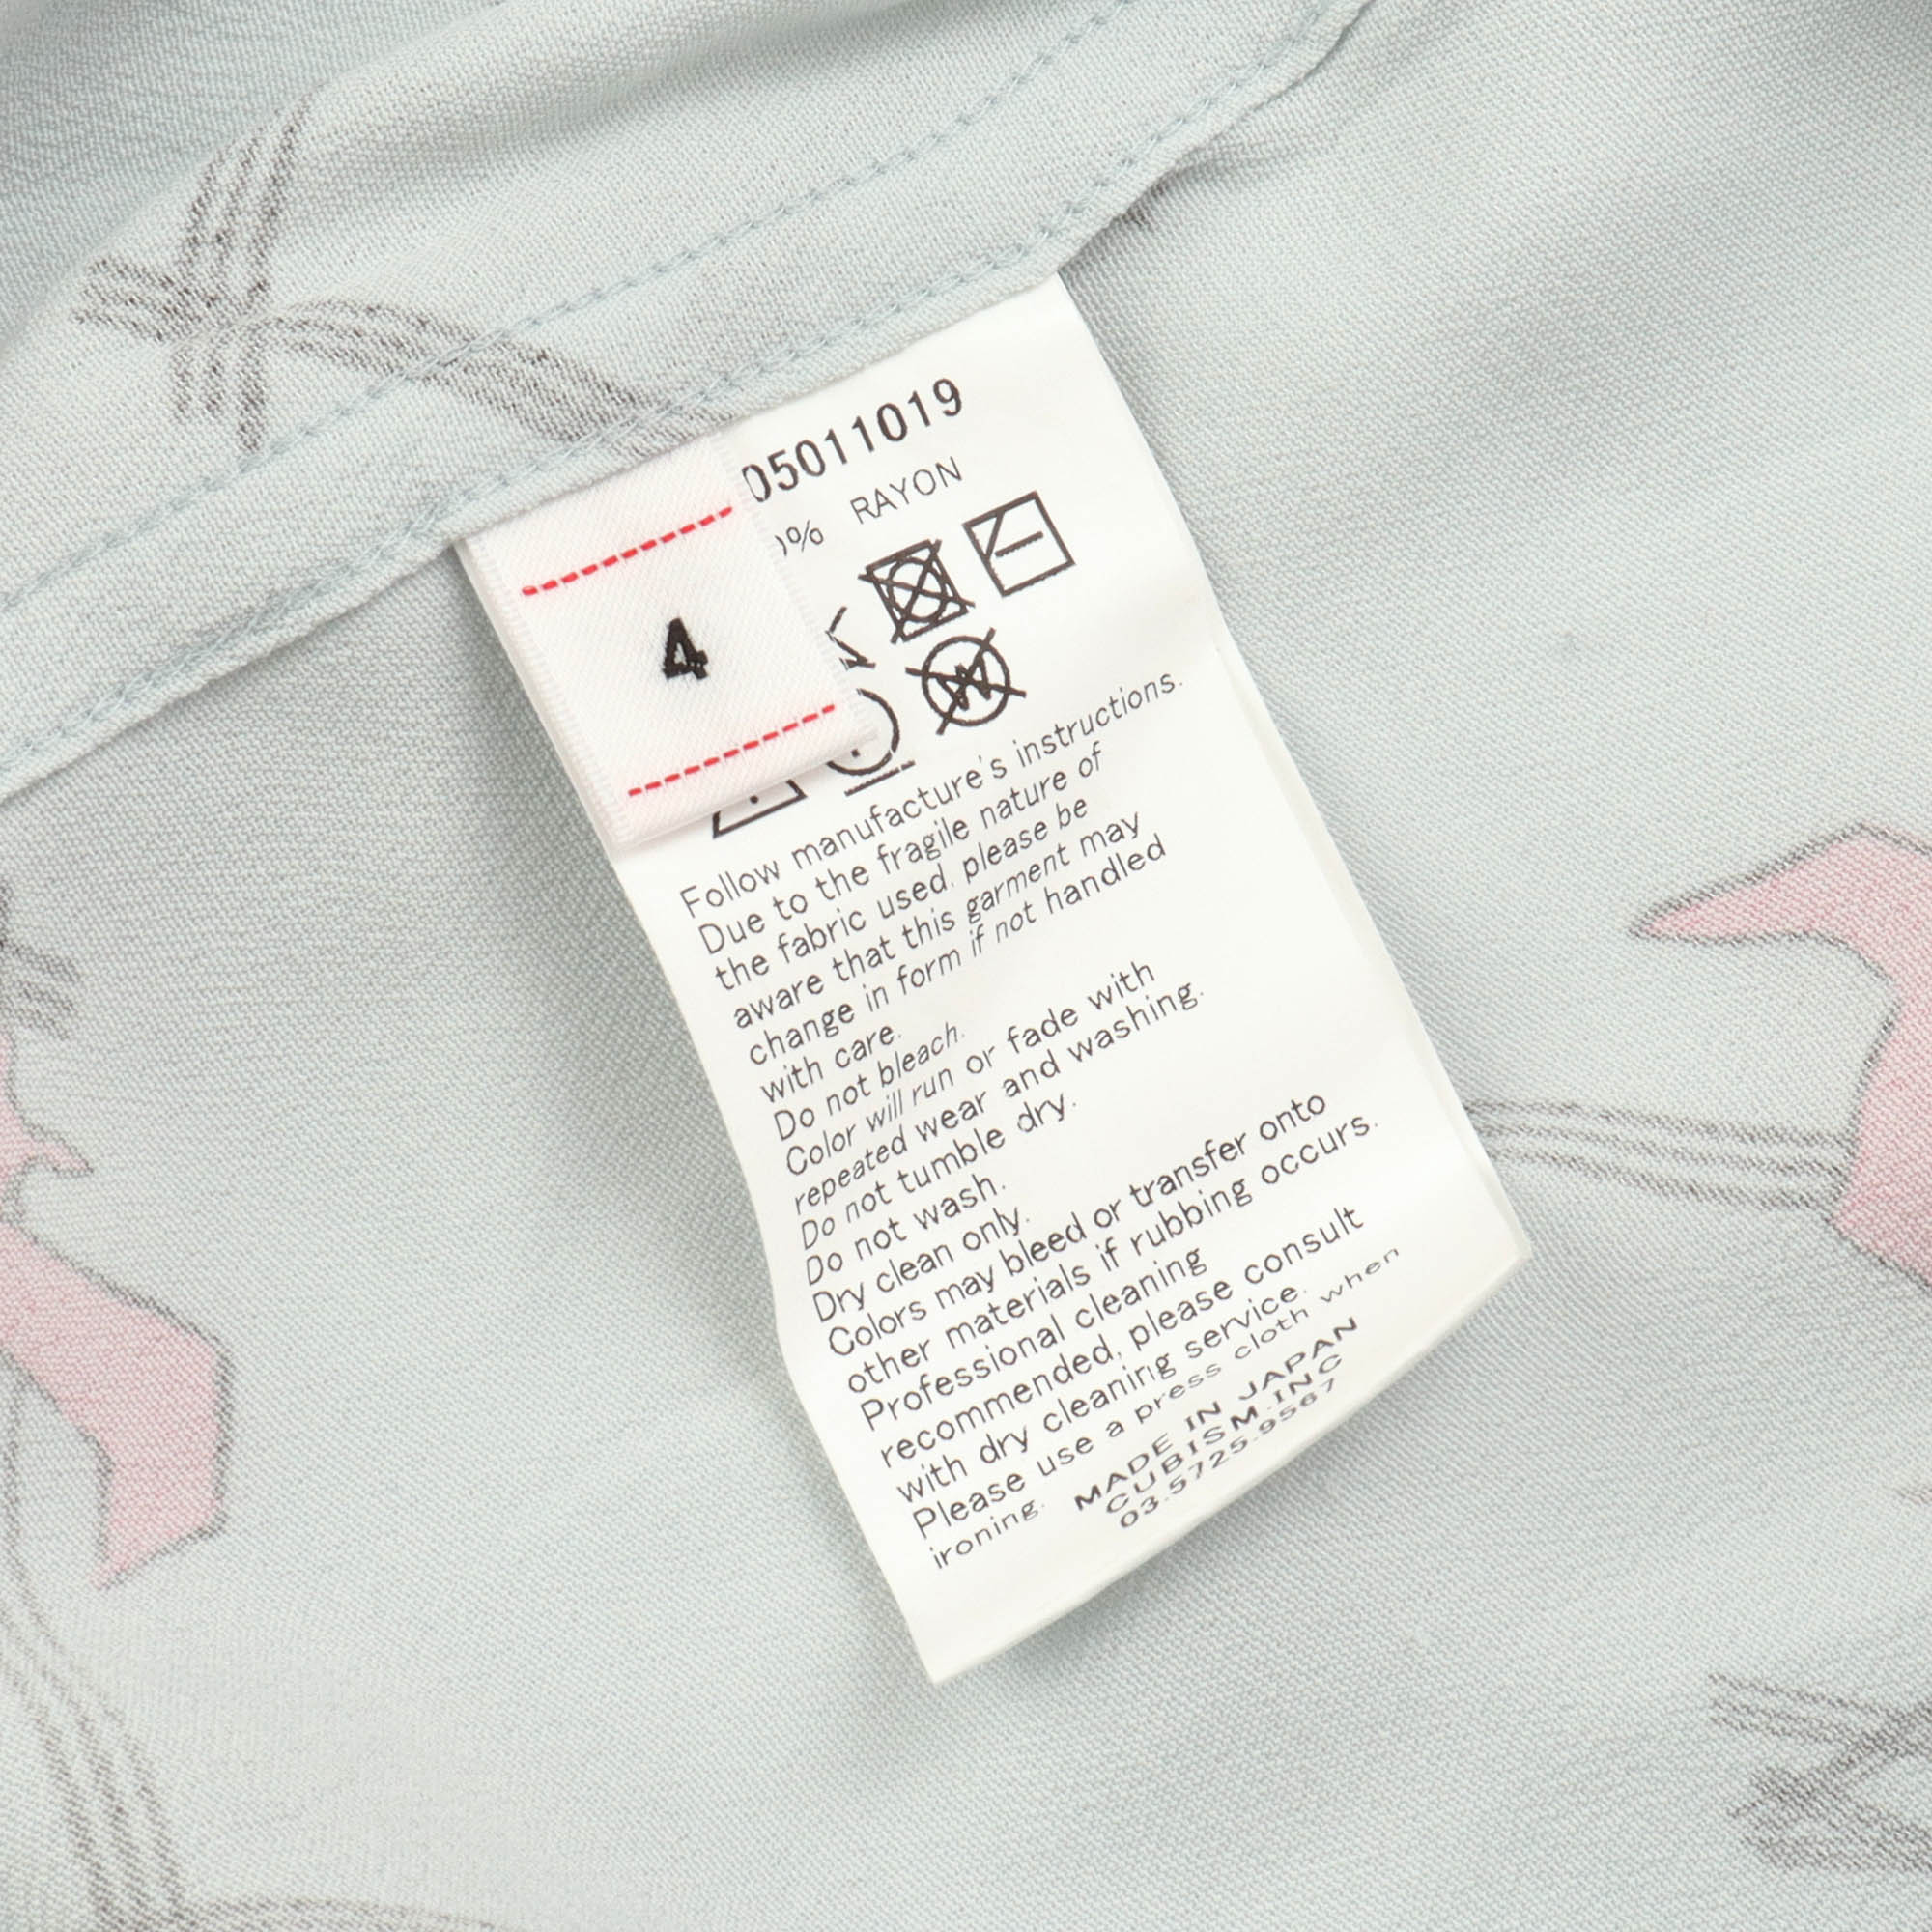 05011019
0% RAYON
4
Follow manufacture's instructions.
Due to the fragile nature of
the fabric used. please be
aware that this garment may
change in form if not handled
with care.
Do not bleach.
Color will run or fade with
repeated wear and washing.
Do not tumble dry.
Do not wash.
Dry clean only.
Colors may bleed or transfer onto
other materials if rubbing occurs.
Professional cleaning
recommended, please consult
with dry cleaning service.
Please use a press cloth when
ironing.
MADE IN JAPAN
CUBISM.INC
03.5725.9567